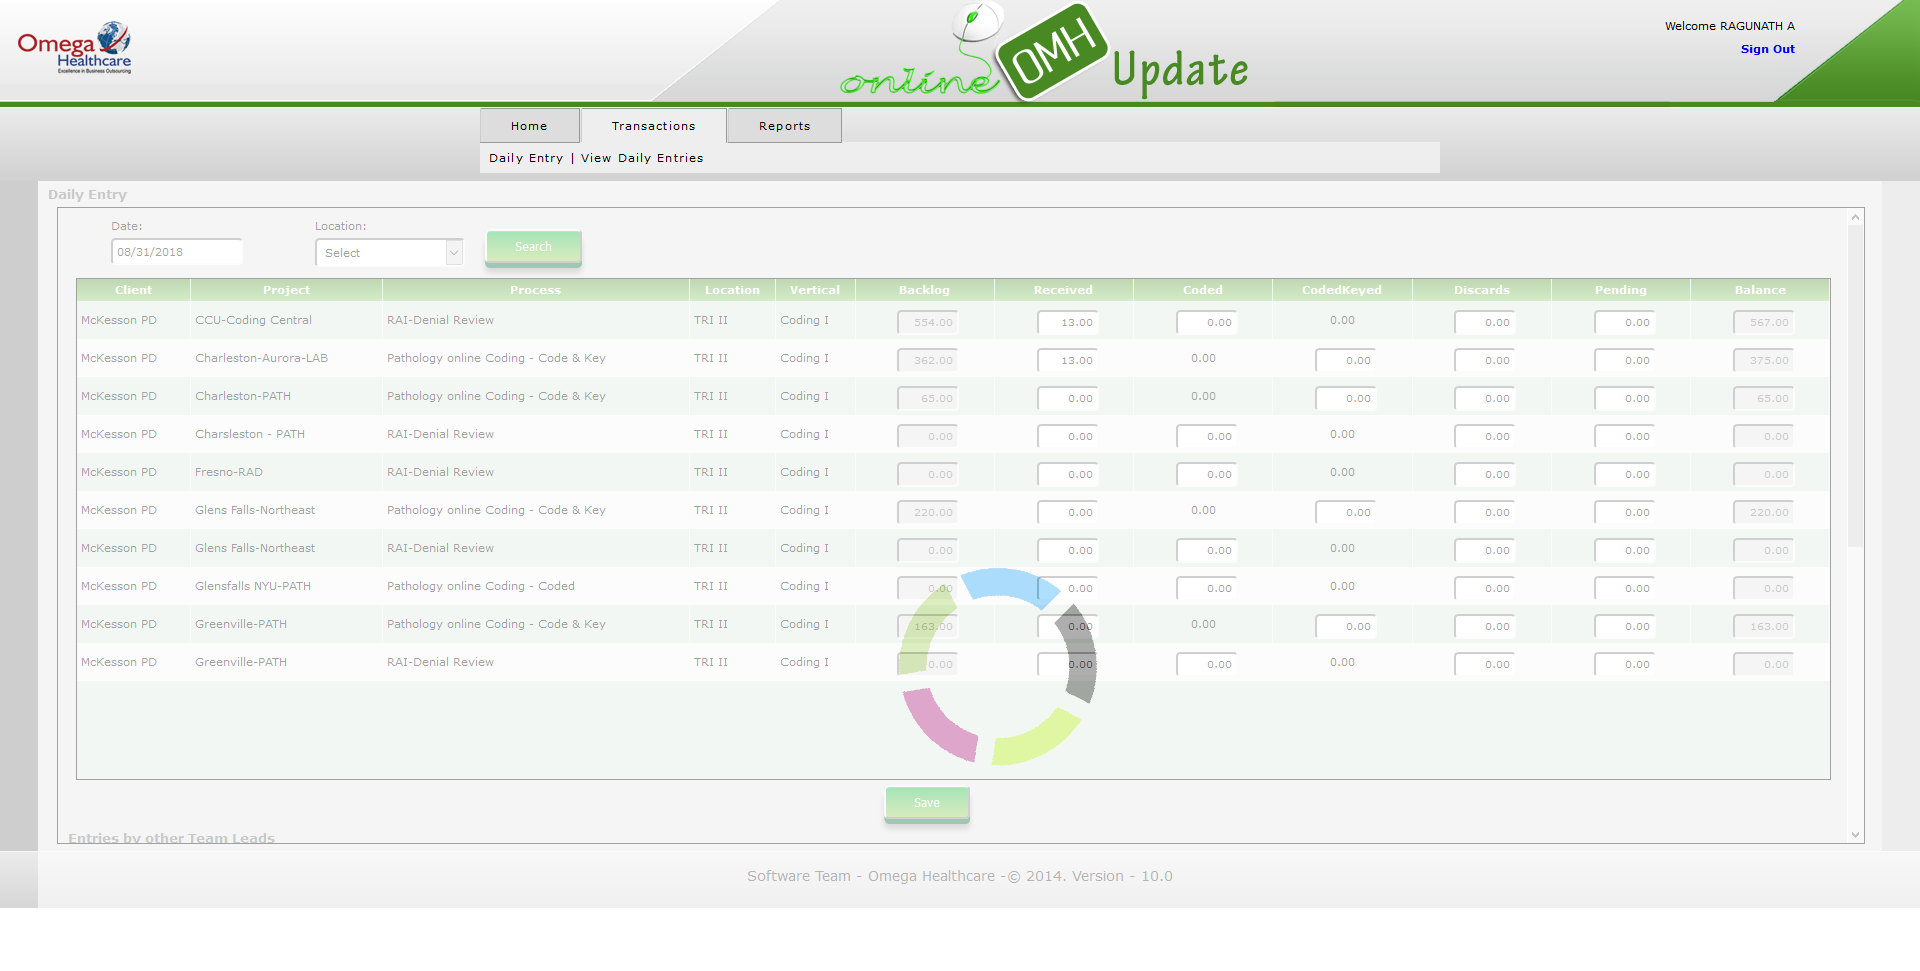 Omega
Healthcare
Excellence in Business Outsourcing
online OMH Update
Welcome RAGUNATH A
Sign Out
Home Transactions Reports
Daily Entry | View Daily Entries
Daily Entry
Date: Location:
08/31/2018 Select Search
Client Project Process Location Vertical Backlog Received Coded CodedKeyed Discards Pending Balance
McKesson PD CCU-Coding Central RAI-Denial Review TRI II Coding I 554.00 13.00 0.00 0.00 0.00 0.00 567.00
McKesson PD Charleston-Aurora-LAB Pathology online Coding - Code & Key TRI II Coding I 362.00 13.00 0.00 0.00 0.00 0.00 375.00
McKesson PD Charleston-PATH Pathology online Coding - Code & Key TRI II Coding I 65.00 0.00 0.00 0.00 0.00 0.00 65.00
McKesson PD Charsleston - PATH RAI-Denial Review TRI II Coding I 0.00 0.00 0.00 0.00 0.00 0.00 0.00
McKesson PD Fresno-RAD RAI-Denial Review TRI II Coding I 0.00 0.00 0.00 0.00 0.00 0.00 0.00
McKesson PD Glens Falls-Northeast Pathology online Coding - Code & Key TRI II Coding I 220.00 0.00 0.00 0.00 0.00 0.00 220.00
McKesson PD Glens Falls-Northeast RAI-Denial Review TRI II Coding I 0.00 0.00 0.00 0.00 0.00 0.00 0.00
McKesson PD Glensfalls NYU-PATH Pathology online Coding - Coded TRI II Coding I 0.00 0.00 0.00 0.00 0.00 0.00 0.00
McKesson PD Greenville-PATH Pathology online Coding - Code & Key TRI II Coding I 163.00 0.00 0.00 0.00 0.00 0.00 163.00
McKesson PD Greenville-PATH RAI-Denial Review TRI II Coding I 0.00 0.00 0.00 0.00 0.00 0.00 0.00
Save
Entries by other Team Leads
Software Team - Omega Healthcare -© 2014. Version - 10.0